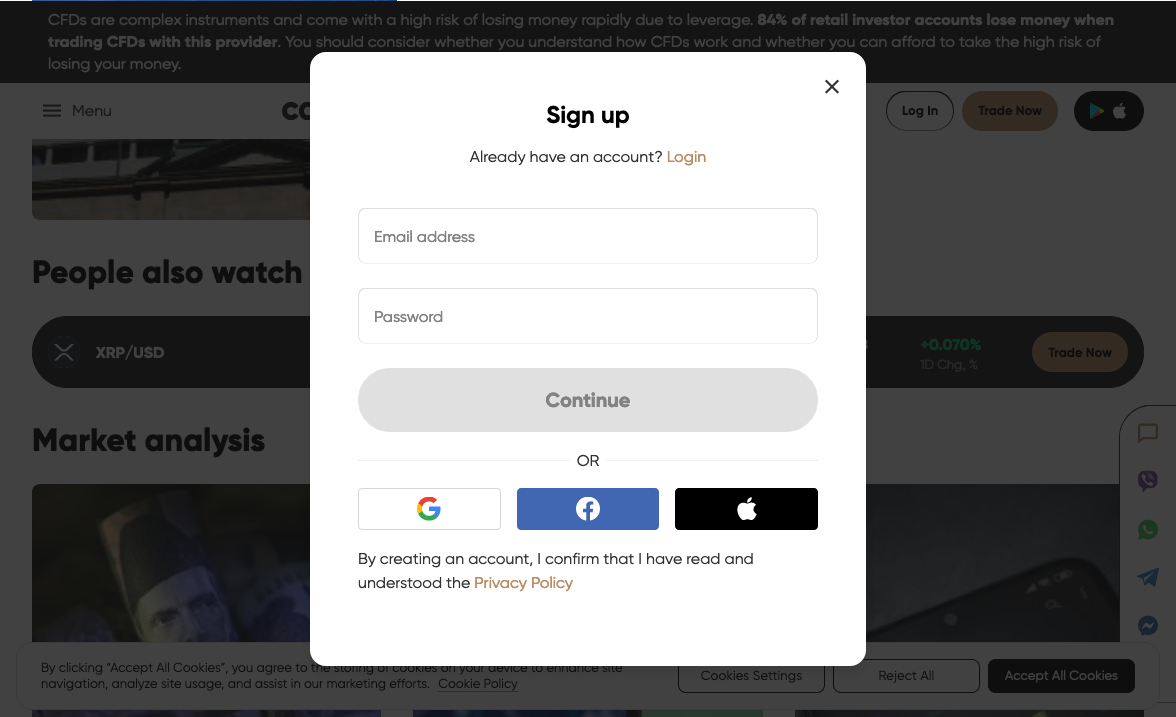 CFDs are complex instruments and come with a high risk of losing money rapidly due to leverage. 84% of retail investor accounts lose money when
trading CFDs with this provider. You should consider whether you understand how CFDs work and whether you can afford to take the high risk of
losing your money.
Menu
Log In
Trade Now
Sign up
Already have an account? Login
Email address
Password
Continue
OR
By creating an account, I confirm that I have read and
understood the Privacy Policy
People also watch
XRP/USD
+0.070%
1D Chg, %
Trade Now
Market analysis
By clicking “Accept All Cookies”, you agree to the storing of cookies on your device to enhance site
navigation, analyze site usage, and assist in our marketing efforts. Cookie Policy
Cookies Settings
Reject All
Accept All Cookies